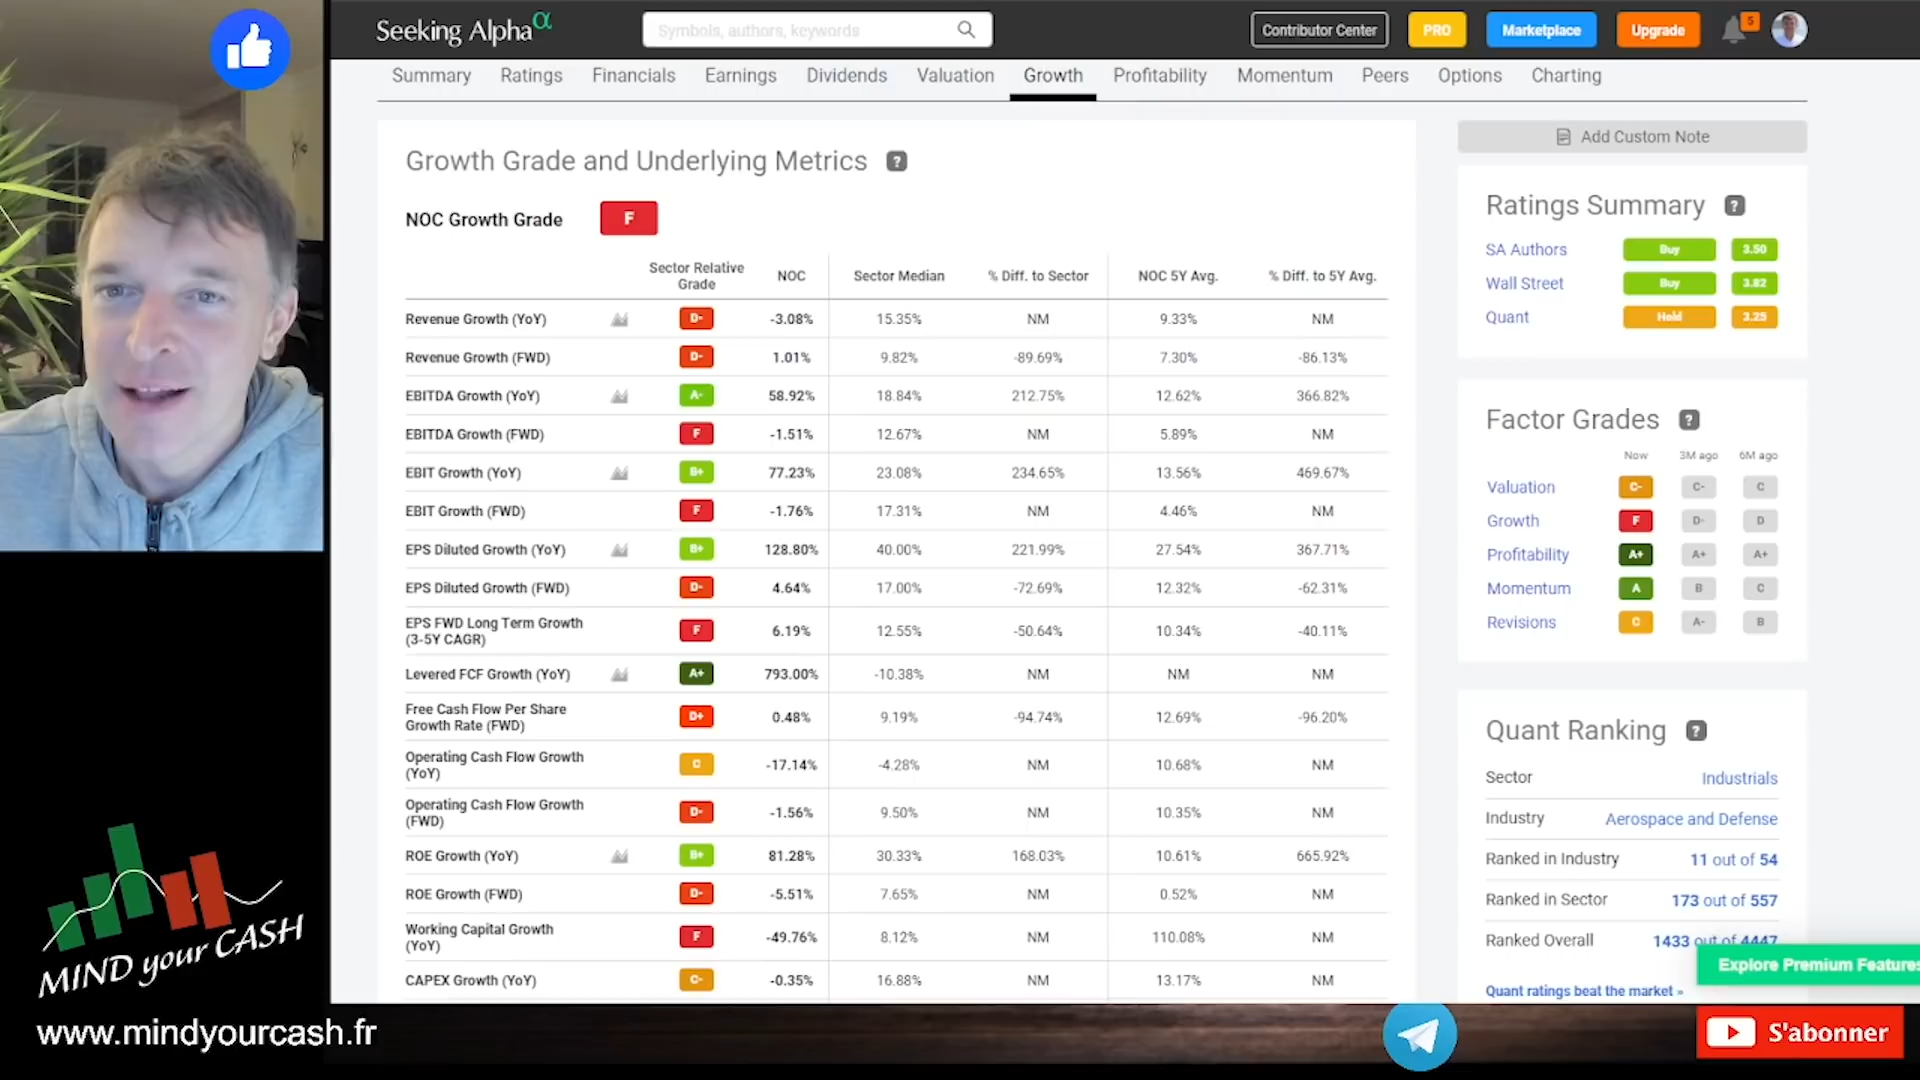 Seeking Alpha α
Symbols, authors, keywords
Contributor Center
PRO
Marketplace
Upgrade
5
Summary Ratings Financials Earnings Dividends Valuation Growth Profitability Momentum Peers Options Charting
Growth Grade and Underlying Metrics ?
NOC Growth Grade F
Sector Relative Grade NOC Sector Median % Diff. to Sector NOC 5Y Avg. % Diff. to 5Y Avg.
Revenue Growth (YoY) D- -3.08% 15.35% NM 9.33% NM
Revenue Growth (FWD) D- 1.01% 9.82% -89.69% 7.30% -86.13%
EBITDA Growth (YoY) A- 58.92% 18.84% 212.75% 12.62% 366.82%
EBITDA Growth (FWD) F -1.51% 12.67% NM 5.89% NM
EBIT Growth (YoY) B+ 77.23% 23.08% 234.65% 13.56% 469.67%
EBIT Growth (FWD) F -1.76% 17.31% NM 4.46% NM
EPS Diluted Growth (YoY) B+ 128.80% 40.00% 221.99% 27.54% 367.71%
EPS Diluted Growth (FWD) D- 4.64% 17.00% -72.69% 12.32% -62.31%
EPS FWD Long Term Growth (3-5Y CAGR) F 6.19% 12.55% -50.64% 10.34% -40.11%
Levered FCF Growth (YoY) A+ 793.00% -10.38% NM NM NM
Free Cash Flow Per Share Growth Rate (FWD) D+ 0.48% 9.19% -94.74% 12.69% -96.20%
Operating Cash Flow Growth (YoY) C -17.14% -4.28% NM 10.68% NM
Operating Cash Flow Growth (FWD) D- -1.56% 9.50% NM 10.35% NM
ROE Growth (YoY) B+ 81.28% 30.33% 168.03% 10.61% 665.92%
ROE Growth (FWD) D- -5.51% 7.65% NM 0.52% NM
Working Capital Growth (YoY) F -49.76% 8.12% NM 110.08% NM
CAPEX Growth (YoY) C- -0.35% 16.88% NM 13.17% NM
Add Custom Note
Ratings Summary ?
SA Authors Buy 3.50
Wall Street Buy 3.82
Quant Hold 3.25
Factor Grades ?
Now 3M ago 6M ago
Valuation C- C- C
Growth F D- D
Profitability A+ A+ A+
Momentum A B C
Revisions C A- B
Quant Ranking ?
Sector Industrials
Industry Aerospace and Defense
Ranked in Industry 11 out of 54
Ranked in Sector 173 out of 557
Ranked Overall 1433 out of 4447
Explore Premium Features
Quant ratings beat the market »
MIND your CASH
www.mindyourcash.fr
S'abonner